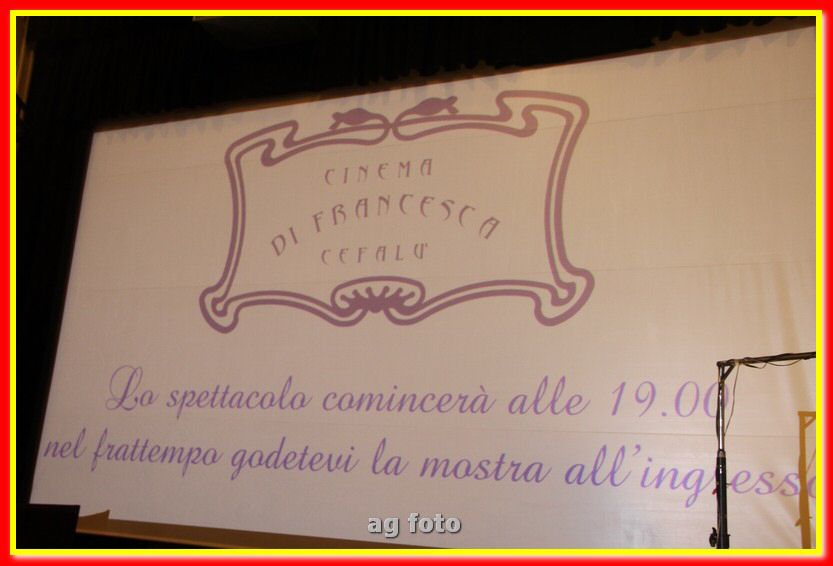 CINEMA
DI FRANCESCA
CEFALU'
Lo spettacolo comincerà alle 19.00
nel frattempo godetevi la mostra all'ingresso
ag foto